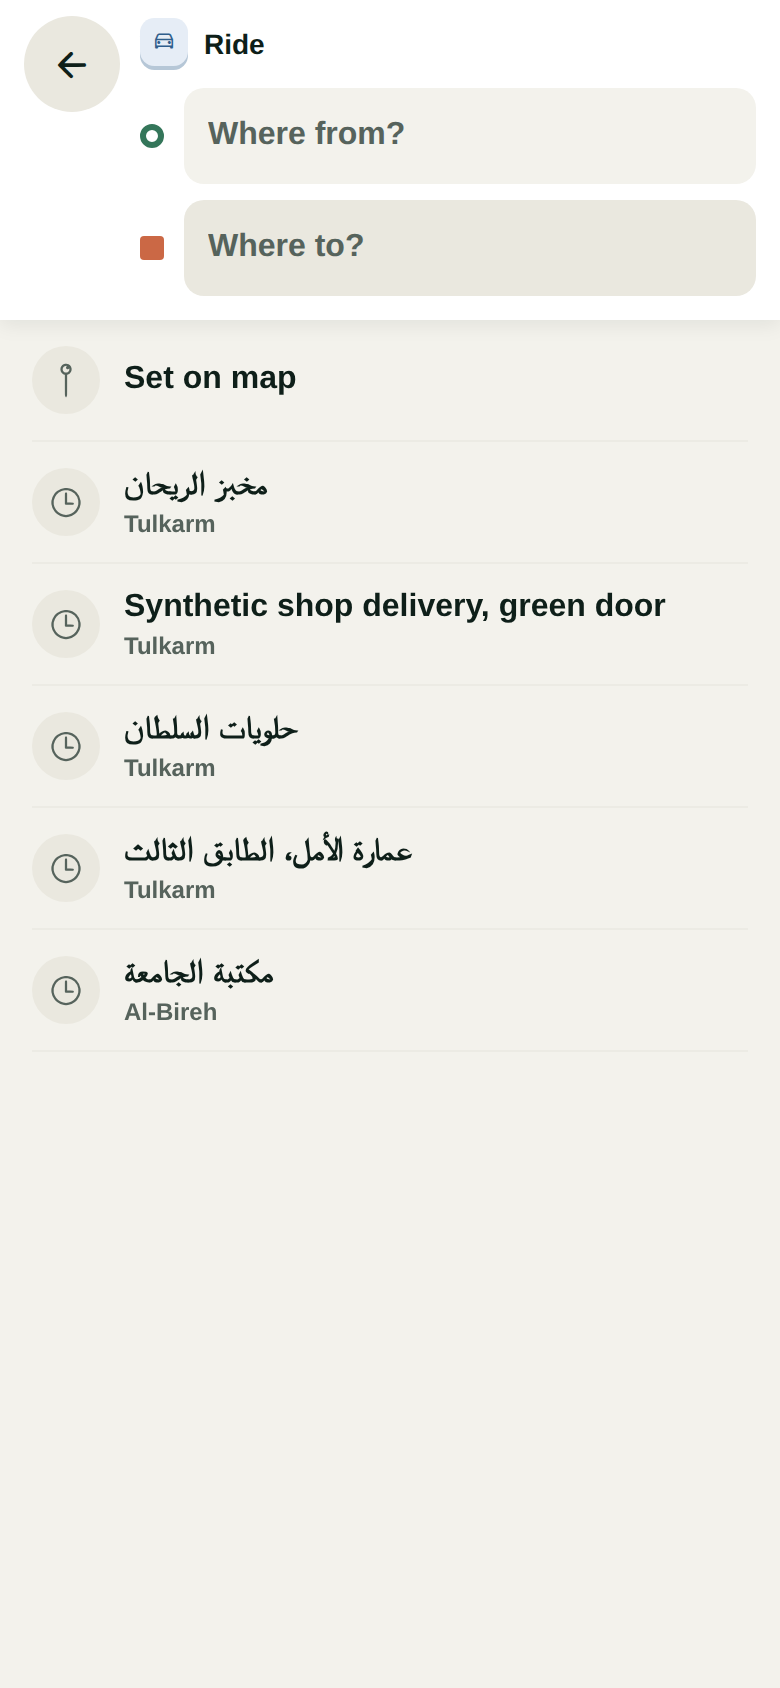 Ride
Where from?
Where to?
Set on map
مخبز الريحان
Tulkarm
Synthetic shop delivery, green door
Tulkarm
حلويات السلطان
Tulkarm
عمارة الأمل، الطابق الثالث
Tulkarm
مكتبة الجامعة
Al-Bireh